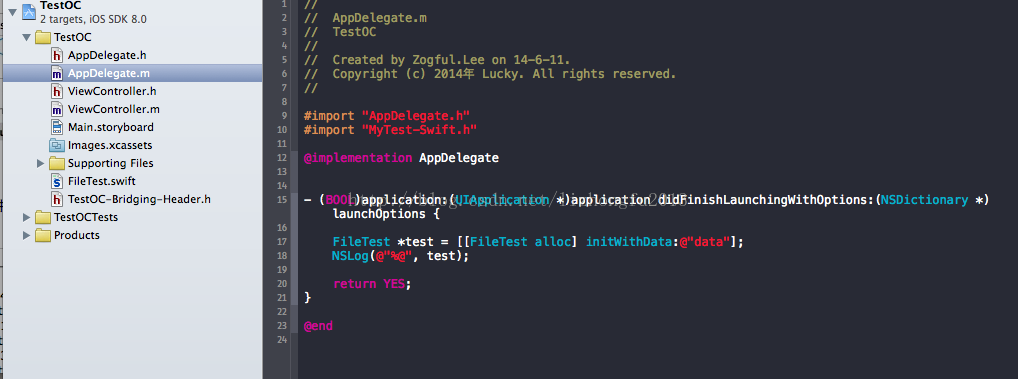 TestOC
2 targets, iOS SDK 8.0
TestOC
AppDelegate.h
AppDelegate.m
ViewController.h
ViewController.m
Main.storyboard
Images.xcassets
Supporting Files
FileTest.swift
TestOC-Bridging-Header.h
TestOCTests
Products
1 //
2 //  AppDelegate.m
3 //  TestOC
4 //
5 //  Created by Zogful.Lee on 14-6-11.
6 //  Copyright (c) 2014年 Lucky. All rights reserved.
7 //
8
9 #import "AppDelegate.h"
10 #import "MyTest-Swift.h"
11
12 @implementation AppDelegate
13
14
15 - (BOOL)application:(UIApplication *)application didFinishLaunchingWithOptions:(NSDictionary *)
launchOptions {
16
17     FileTest *test = [[FileTest alloc] initWithData:@"data"];
18     NSLog(@"%@", test);
19
20     return YES;
21 }
22
23 @end
24